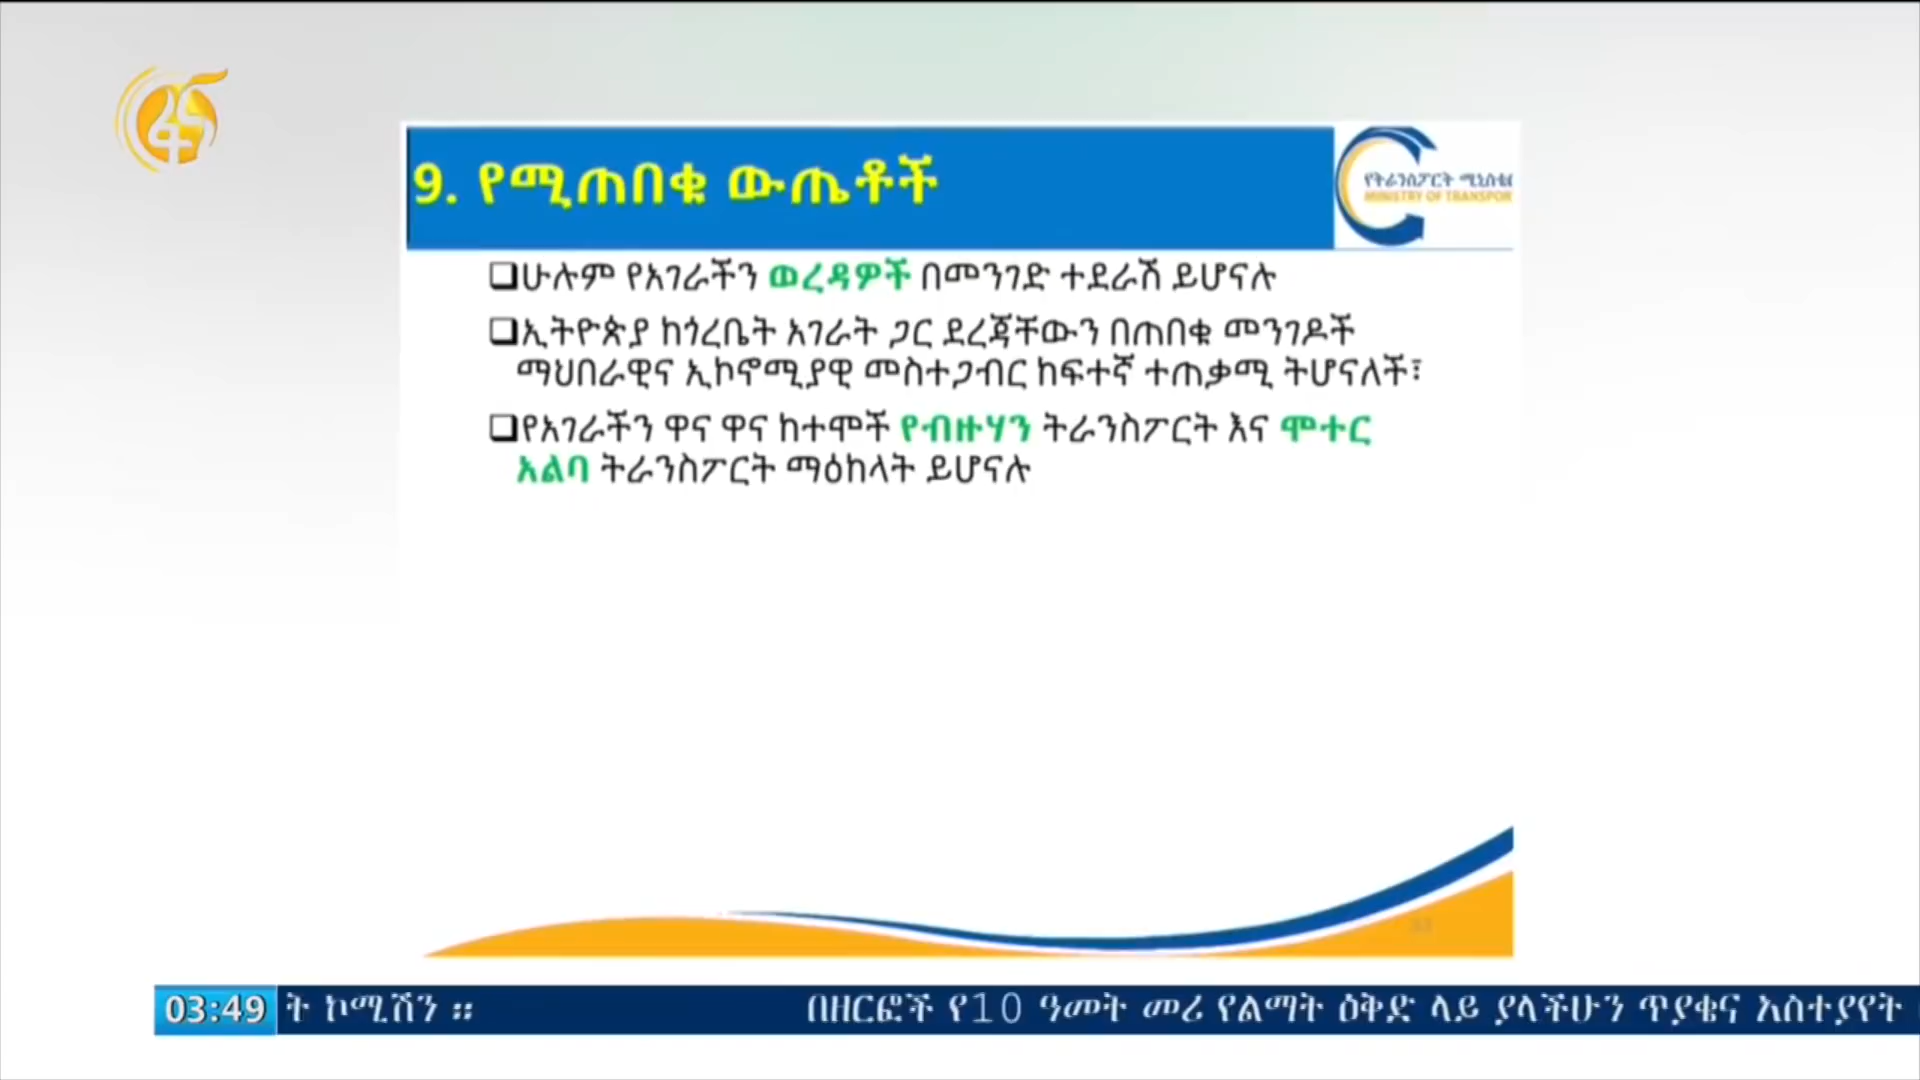 ፋና
9. የሚጠበቁ ውጤቶች
የትራንስፖርት ሚኒስቴር
MINISTRY OF TRANSPOR
ሁሉም የአገራችን ወረዳዎች በመንገድ ተደራሽ ይሆናሉ
ኢትዮጵያ ከጎረቤት አገራት ጋር ደረጃቸውን በጠበቁ መንገዶች
ማህበራዊና ኢኮኖሚያዊ መስተጋብር ከፍተኛ ተጠቃሚ ትሆናለች፣
የአገራችን ዋና ዋና ከተሞች የብዙሃን ትራንስፖርት እና ሞተር
አልባ ትራንስፖርት ማዕከላት ይሆናሉ
03:49 ት ኮሚሽን ። በዘርፎች የ10 ዓመት መሪ የልማት ዕቅድ ላይ ያላችሁን ጥያቄና አስተያየት